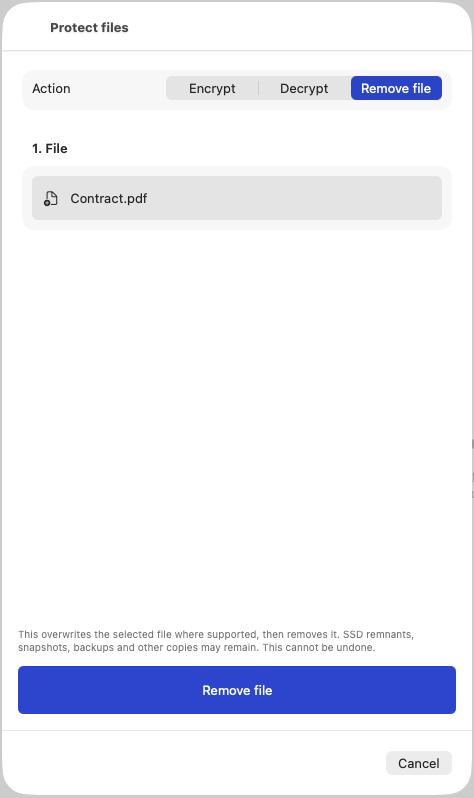 Protect files
Action
Encrypt
Decrypt
Remove file
1. File
Contract.pdf
This overwrites the selected file where supported, then removes it. SSD remnants,
snapshots, backups and other copies may remain. This cannot be undone.
Remove file
Cancel